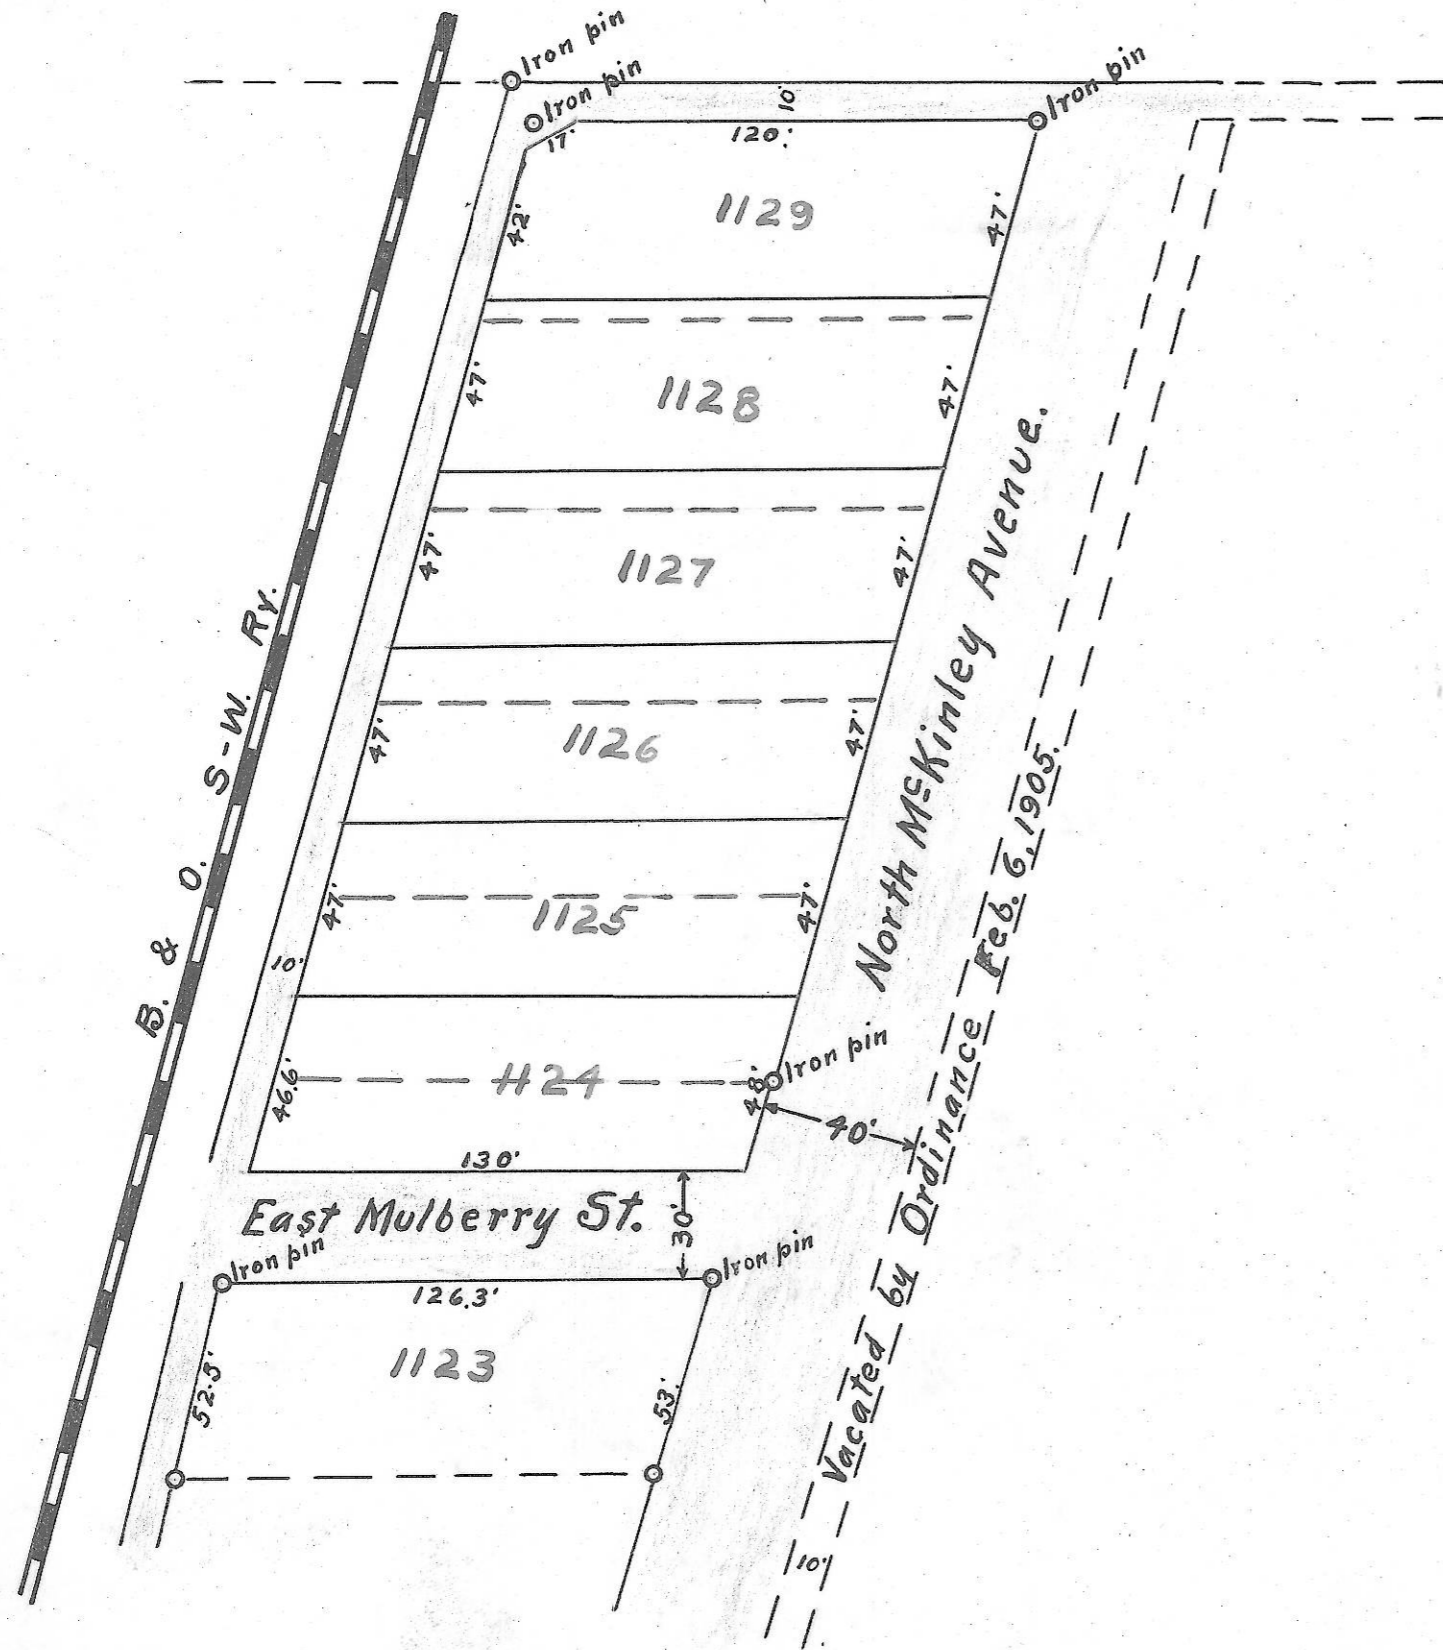 Iron pin
Iron pin
Iron pin
10'
17'
120'
1129
42'
47'
1128
47'
47'
1127
47'
47'
1126
47'
47'
1125
47'
47'
10'
1124
46.6'
48'
Iron pin
40'
130'
East Mulberry St.
30'
Iron pin
Iron pin
126.3'
1123
53'
B. & O. S-W. Ry.
North McKinley Avenue.
Vacated by Ordinance Feb. 6, 1905.
10'